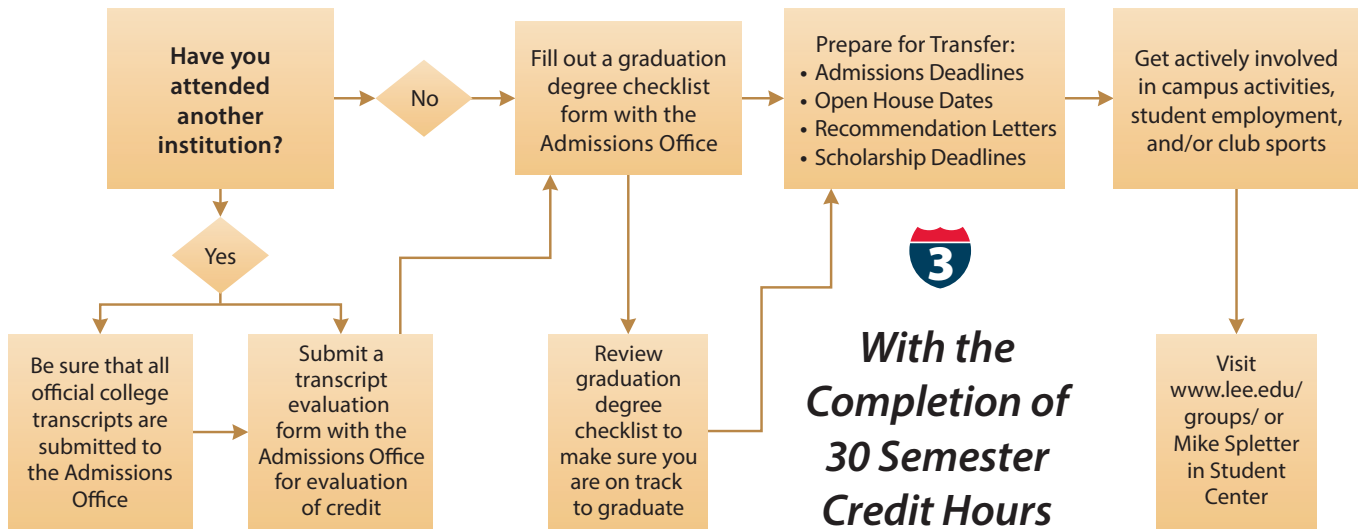 Have you
attended
another
institution?
No
Fill out a graduation
degree checklist
form with the
Admissions Office
Prepare for Transfer:
• Admissions Deadlines
• Open House Dates
• Recommendation Letters
• Scholarship Deadlines
Get actively involved
in campus activities,
student employment,
and/or club sports
Yes
Be sure that all
official college
transcripts are
submitted to
the Admissions
Office
Submit a
transcript
evaluation
form with the
Admissions Office
for evaluation
of credit
Review
graduation
degree
checklist to
make sure you
are on track
to graduate
3
With the
Completion of
30 Semester
Credit Hours
Visit
www.lee.edu/
groups/ or
Mike Spletter
in Student
Center